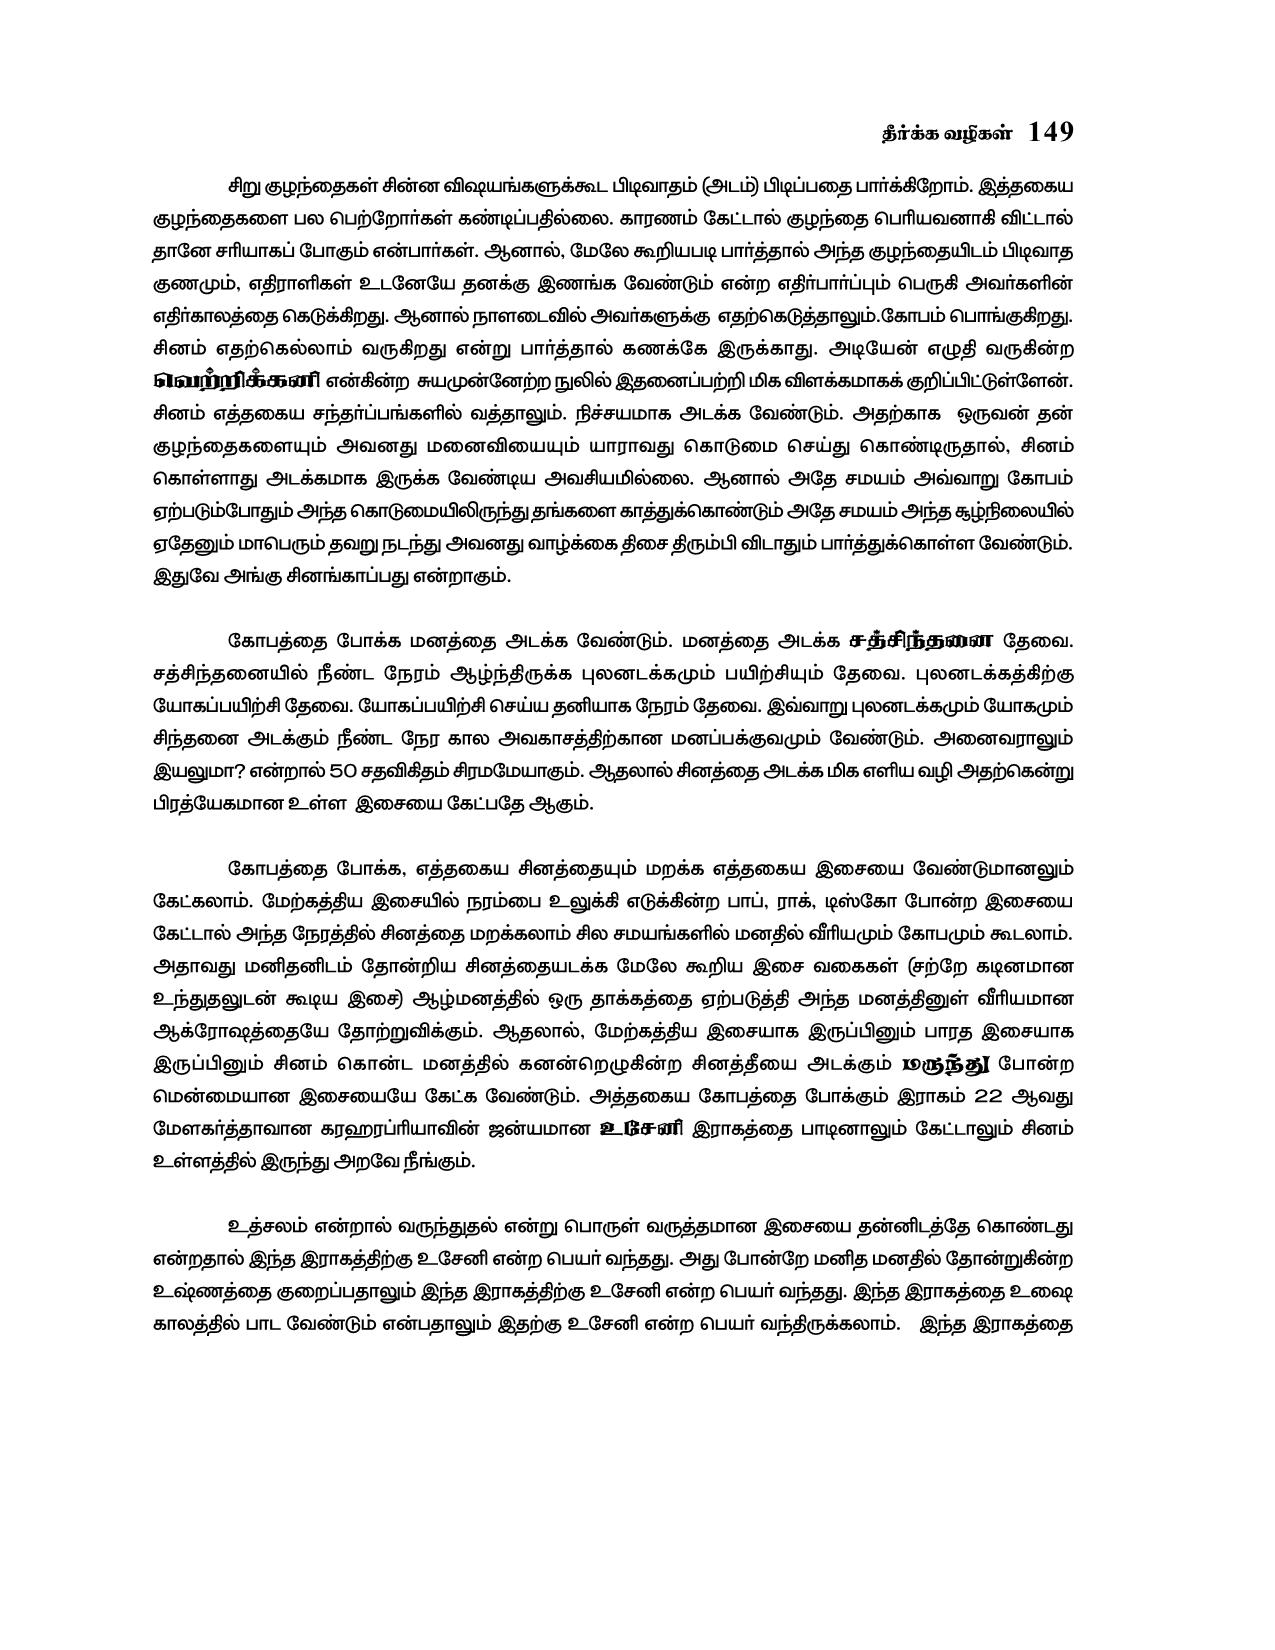 தீர்க்க வழிகள் 149
சிறு குழந்தைகள் சின்ன விஷயங்களுக்கூட பிடிவாதம் (அடம்) பிடிப்பதை பார்க்கிறோம். இத்தகைய
குழந்தைகளை பல பெற்றோர்கள் கண்டிப்பதில்லை. காரணம் கேட்டால் குழந்தை பெரியவனாகி விட்டால்
தானே சரியாகப் போகும் என்பார்கள். ஆனால், மேலே கூறியபடி பார்த்தால் அந்த குழந்தையிடம் பிடிவாத
குணமும், எதிராளிகள் உடனேயே தனக்கு இணங்க வேண்டும் என்ற எதிர்பார்ப்பும் பெருகி அவர்களின்
எதிர்காலத்தை கெடுக்கிறது. ஆனால் நாளடைவில் அவர்களுக்கு எதற்கெடுத்தாலும்.கோபம் பொங்குகிறது.
சினம் எதற்கெல்லாம் வருகிறது என்று பார்த்தால் கணக்கே இருக்காது. அடியேன் எழுதி வருகின்ற
வெற்றிக்கனி என்கின்ற சுயமுன்னேற்ற நுலில் இதனைப்பற்றி மிக விளக்கமாகக் குறிப்பிட்டுள்ளேன்.
சினம் எத்தகைய சந்தர்ப்பங்களில் வத்தாலும். நிச்சயமாக அடக்க வேண்டும். அதற்காக ஒருவன் தன்
குழந்தைகளையும் அவனது மனைவியையும் யாராவது கொடுமை செய்து கொண்டிருதால், சினம்
கொள்ளாது அடக்கமாக இருக்க வேண்டிய அவசியமில்லை. ஆனால் அதே சமயம் அவ்வாறு கோபம்
ஏற்படும்போதும் அந்த கொடுமையிலிருந்து தங்களை காத்துக்கொண்டும் அதே சமயம் அந்த சூழ்நிலையில்
ஏதேனும் மாபெரும் தவறு நடந்து அவனது வாழ்க்கை திசை திரும்பி விடாதும் பார்த்துக்கொள்ள வேண்டும்.
இதுவே அங்கு சினங்காப்பது என்றாகும்.
கோபத்தை போக்க மனத்தை அடக்க வேண்டும். மனத்தை அடக்க சத்சிந்தனை தேவை.
சத்சிந்தனையில் நீண்ட நேரம் ஆழ்ந்திருக்க புலனடக்கமும் பயிற்சியும் தேவை. புலனடக்கத்கிற்கு
யோகப்பயிற்சி தேவை. யோகப்பயிற்சி செய்ய தனியாக நேரம் தேவை. இவ்வாறு புலனடக்கமும் யோகமும்
சிந்தனை அடக்கும் நீண்ட நேர கால அவகாசத்திற்கான மனப்பக்குவமும் வேண்டும். அனைவராலும்
இயலுமா? என்றால் 50 சதவிகிதம் சிரமமேயாகும். ஆதலால் சினத்தை அடக்க மிக எளிய வழி அதற்கென்று
பிரத்யேகமான உள்ள இசையை கேட்பதே ஆகும்.
கோபத்தை போக்க, எத்தகைய சினத்தையும் மறக்க எத்தகைய இசையை வேண்டுமானலும்
கேட்கலாம். மேற்கத்திய இசையில் நரம்பை உலுக்கி எடுக்கின்ற பாப், ராக், டிஸ்கோ போன்ற இசையை
கேட்டால் அந்த நேரத்தில் சினத்தை மறக்கலாம் சில சமயங்களில் மனதில் வீரியமும் கோபமும் கூடலாம்.
அதாவது மனிதனிடம் தோன்றிய சினத்தையடக்க மேலே கூறிய இசை வகைகள் (சற்றே கடினமான
உந்துதலுடன் கூடிய இசை) ஆழ்மனத்தில் ஒரு தாக்கத்தை ஏற்படுத்தி அந்த மனத்தினுள் வீரியமான
ஆக்ரோஷத்தையே தோற்றுவிக்கும். ஆதலால், மேற்கத்திய இசையாக இருப்பினும் பாரத இசையாக
இருப்பினும் சினம் கொண்ட மனத்தில் கனன்றெழுகின்ற சினத்தீயை அடக்கும் மருந்து போன்ற
மென்மையான இசையையே கேட்க வேண்டும். அத்தகைய கோபத்தை போக்கும் இராகம் 22 ஆவது
மேளகர்த்தாவான கரஹரப்ரியாவின் ஜன்யமான உசேனி இராகத்தை பாடினாலும் கேட்டாலும் சினம்
உள்ளத்தில் இருந்து அறவே நீங்கும்.
உத்சலம் என்றால் வருந்துதல் என்று பொருள் வருத்தமான இசையை தன்னிடத்தே கொண்டது
என்றதால் இந்த இராகத்திற்கு உசேனி என்ற பெயர் வந்தது. அது போன்றே மனித மனதில் தோன்றுகின்ற
உஷ்ணத்தை குறைப்பதாலும் இந்த இராகத்திற்கு உசேனி என்ற பெயர் வந்தது. இந்த இராகத்தை உஷை
காலத்தில் பாட வேண்டும் என்பதாலும் இதற்கு உசேனி என்ற பெயர் வந்திருக்கலாம். இந்த இராகத்தை